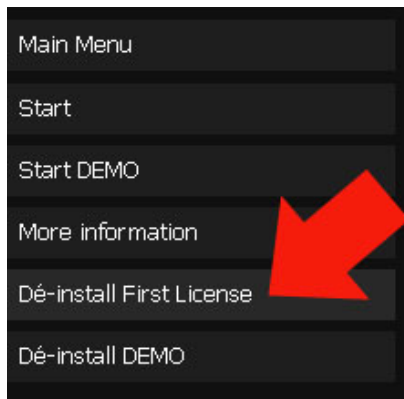 Main Menu
Start
Start DEMO
More information
Dé-install First License
Dé-install DEMO